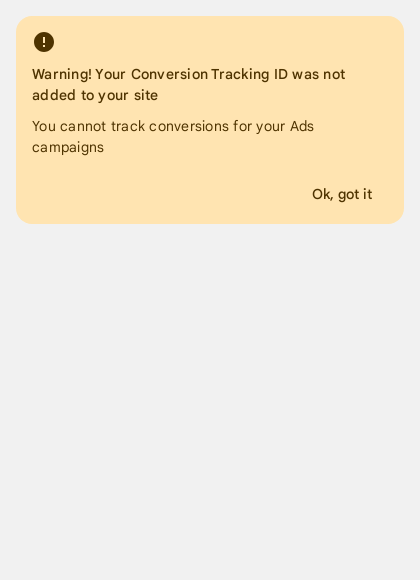 Warning! Your Conversion Tracking ID was not
added to your site
You cannot track conversions for your Ads
campaigns
Ok, got it